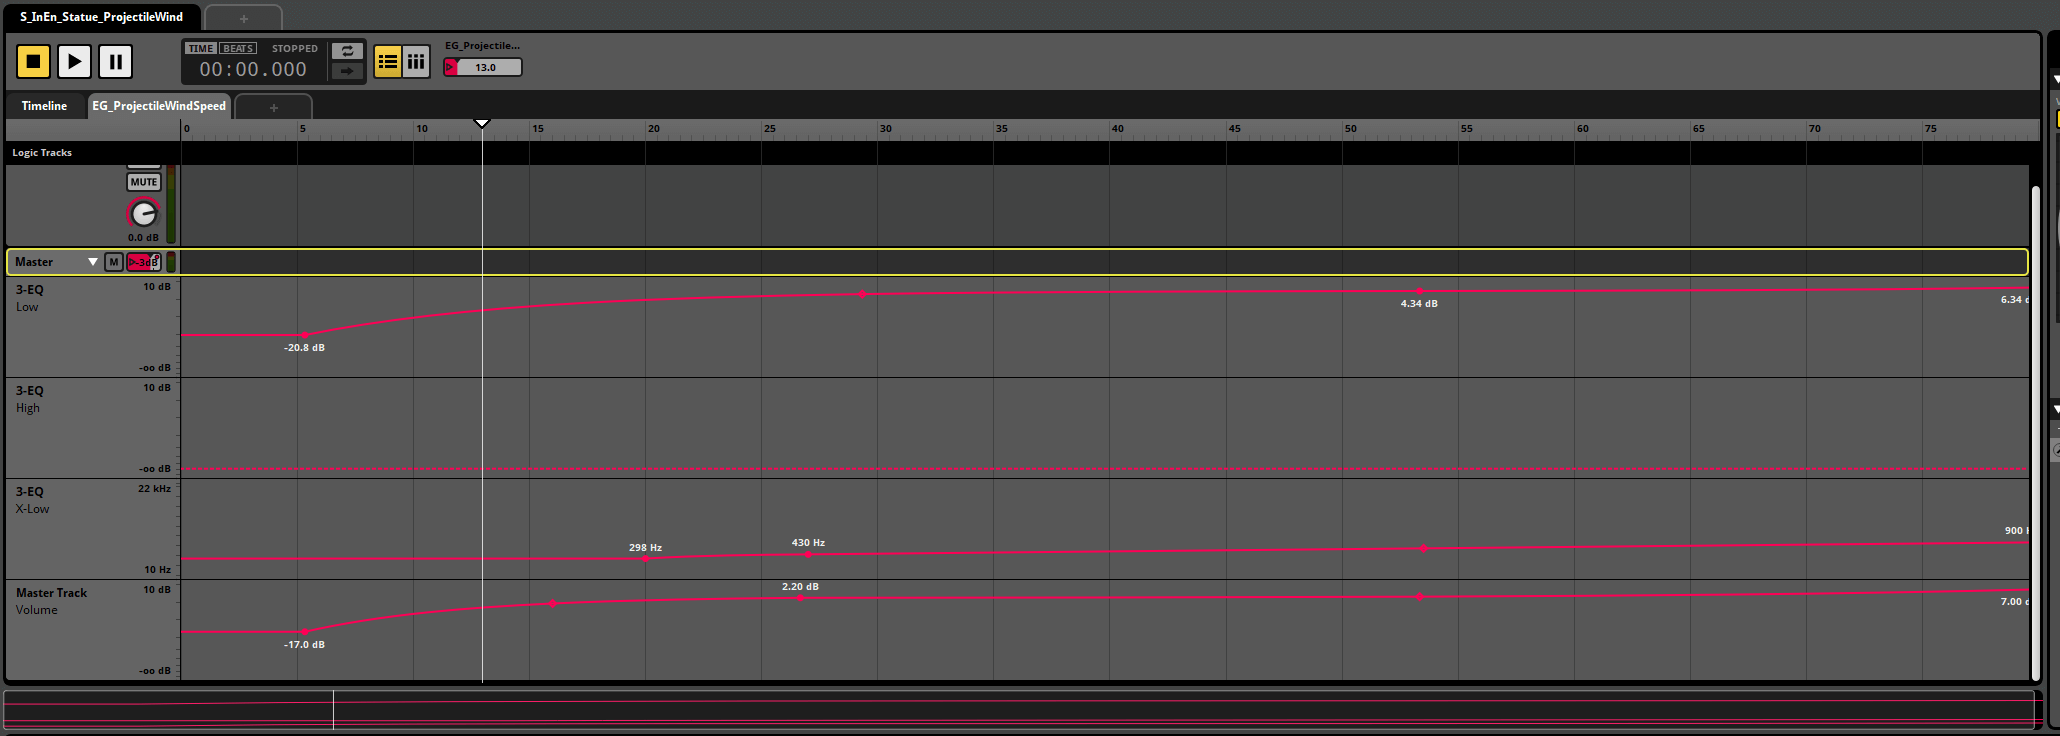 S_InEn_Statue_ProjectileWind
+
TIME BEATS STOPPED
00:00.000
EG_Projectile...
13.0
Timeline EG_ProjectileWindSpeed +
0 5 10 15 20 25 30 35 40 45 50 55 60 65 70 75
Logic Tracks
MUTE
0.0 dB
Master M -3dB
3-EQ 10 dB
Low
4.34 dB 6.34 d
-20.8 dB
-oo dB
3-EQ 10 dB
High
-oo dB
3-EQ 22 kHz
X-Low
298 Hz 430 Hz 900 H
10 Hz
Master Track 10 dB 2.20 dB
Volume 7.00 d
-17.0 dB
-oo dB